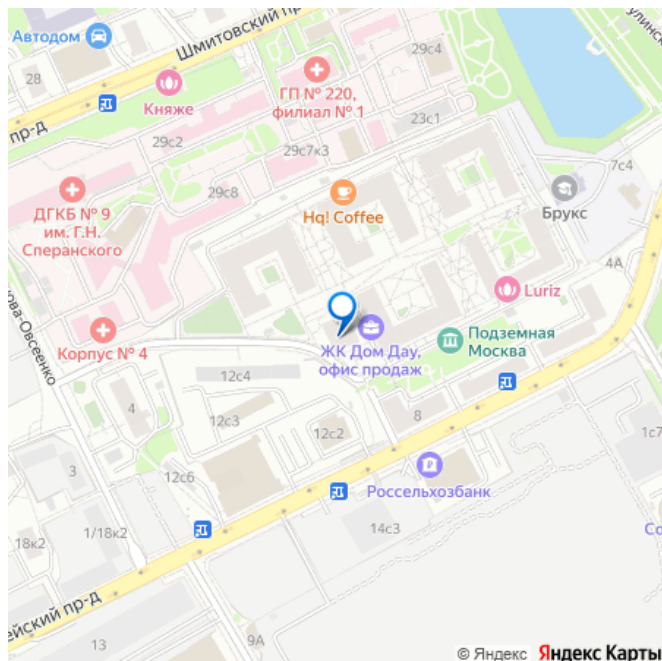 Автодом
Шмитовский пр-
28
Княже
пр-д
ГП № 220,
филиал № 1
29с4
23с1
29с2
29с7к3
29с8
7с4
ДГКБ № 9
им. Г.Н.
Сперанского
Hq! Coffee
Брукс
4А
Luriz
ова-Овсеенко
Корпус № 4
ЖК Дом Дау,
офис продаж
Подземная
Москва
12с4
4
12с3
12с2
8
3
12с6
Россельхозбанк
1с7
1/18к2
18к2
14с3
Со
ейский пр-д
13
9А
© Яндекс Яндекс Карты